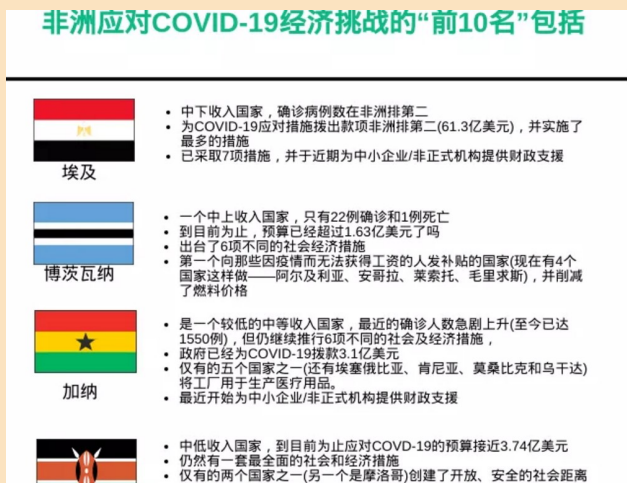 非洲应对COVID-19经济挑战的“前10名”包括
• 中下收入国家，确诊病例数在非洲排第二
• 为COVID-19应对措施拨出款项非洲排第二(61.3亿美元)，并实施了
最多的措施
• 已采取7项措施，并于近期为中小企业/非正式机构提供财政支援
埃及
• 一个中上收入国家，只有22例确诊和1例死亡
• 到目前为止，预算已经超过1.63亿美元了吗
• 出台了6项不同的社会经济措施
• 第一个向那些因疫情而无法获得工资的人发补贴的国家(现在有4个
国家这样做——阿尔及利亚、安哥拉、莱索托、毛里求斯)，并削减
了燃料价格
博茨瓦纳
• 是一个较低的中等收入国家，最近的确诊人数急剧上升(至今已达
1550例)，但仍继续推行6项不同的社会及经济措施，
• 政府已经为COVID-19拨款3.1亿美元
• 仅有的五个国家之一(还有埃塞俄比亚、肯尼亚、莫桑比克和乌干达)
将工厂用于生产医疗用品。
• 最近开始为中小企业/非正式机构提供财政支援
加纳
• 中低收入国家，到目前为止应对COVD-19的预算接近3.74亿美元
• 仍然有一套最全面的社会和经济措施
• 仅有的两个国家之一(另一个是摩洛哥)创建了开放、安全的社会距离